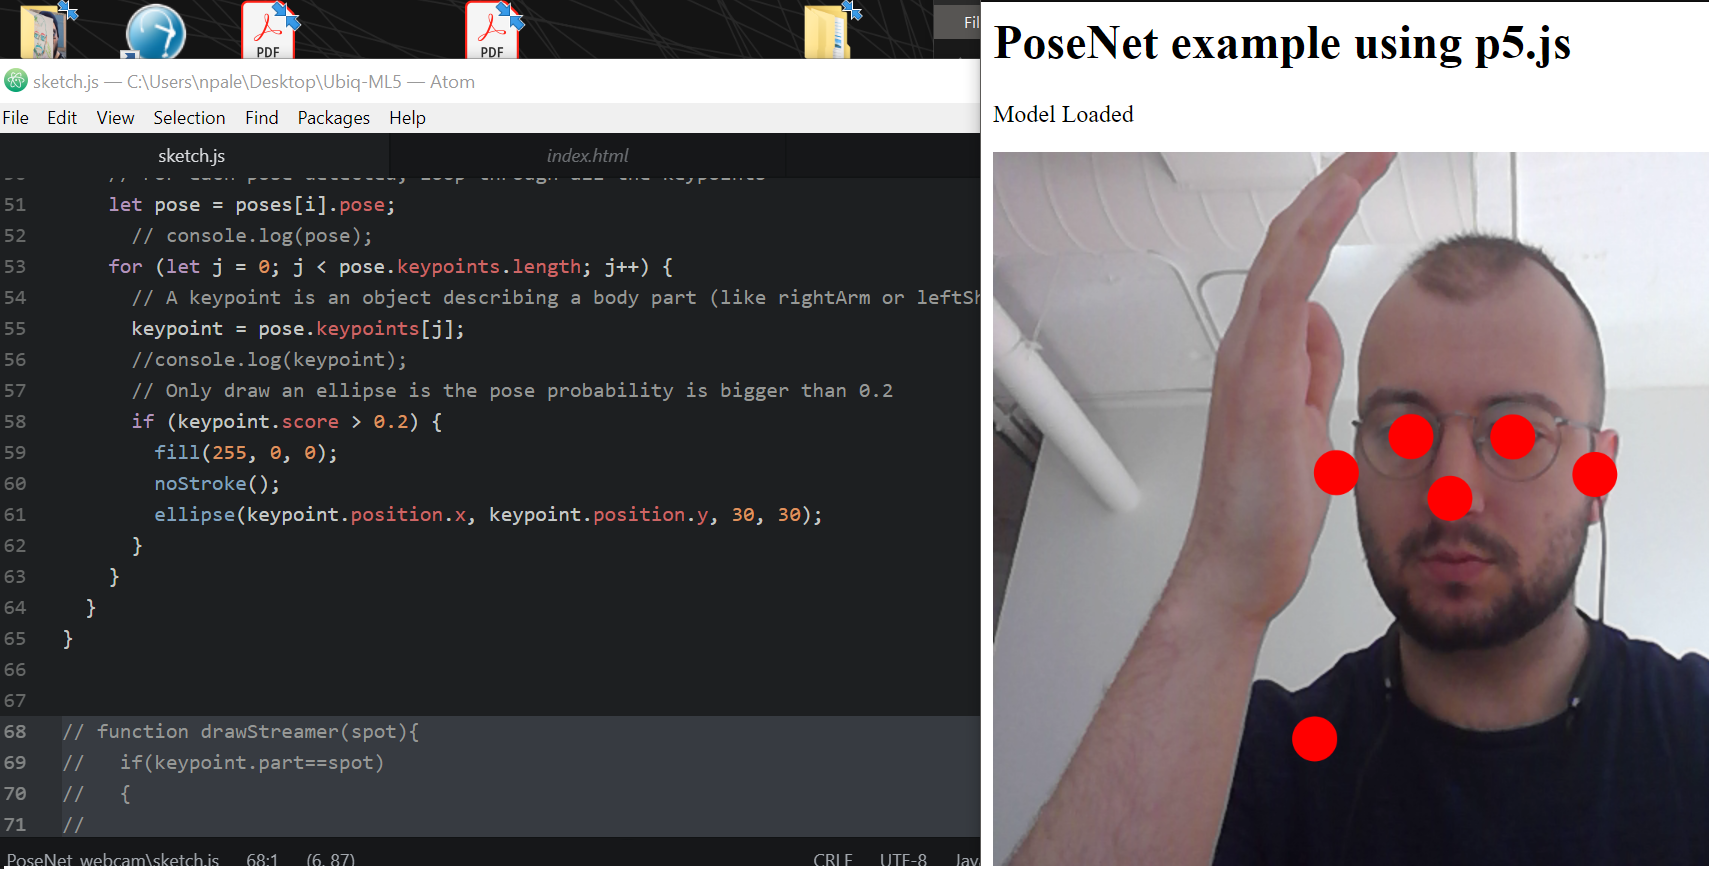 PDF
PDF
Fil
sketch.js — C:\Users\npale\Desktop\Ubiq-ML5 — Atom
File Edit View Selection Find Packages Help
sketch.js
index.html
50 // For each pose detected, loop through all the keypoints
51 let pose = poses[i].pose;
52 // console.log(pose);
53 for (let j = 0; j < pose.keypoints.length; j++) {
54 // A keypoint is an object describing a body part (like rightArm or leftSh
55 keypoint = pose.keypoints[j];
56 //console.log(keypoint);
57 // Only draw an ellipse is the pose probability is bigger than 0.2
58 if (keypoint.score > 0.2) {
59 fill(255, 0, 0);
60 noStroke();
61 ellipse(keypoint.position.x, keypoint.position.y, 30, 30);
62 }
63 }
64 }
65 }
66
67
68 // function drawStreamer(spot){
69 //   if(keypoint.part==spot)
70 //   {
71 //
PoseNet_webcam\sketch.js 68:1 (6, 87) CRLF UTF-8 Jav
PoseNet example using p5.js
Model Loaded